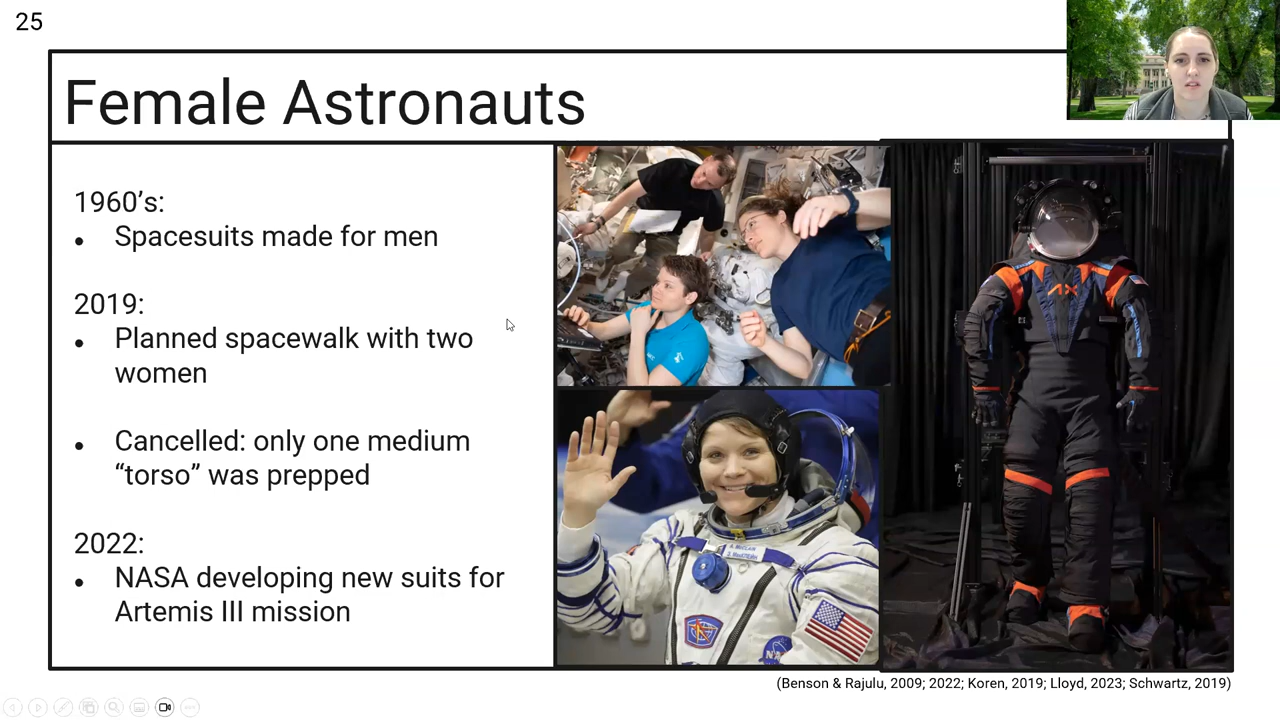 25
Female Astronauts
1960’s:
• Spacesuits made for men
2019:
• Planned spacewalk with two
women
• Cancelled: only one medium
“torso” was prepped
2022:
• NASA developing new suits for
Artemis III mission
AX
(Benson & Rajulu, 2009; 2022; Koren, 2019; Lloyd, 2023; Schwartz, 2019)